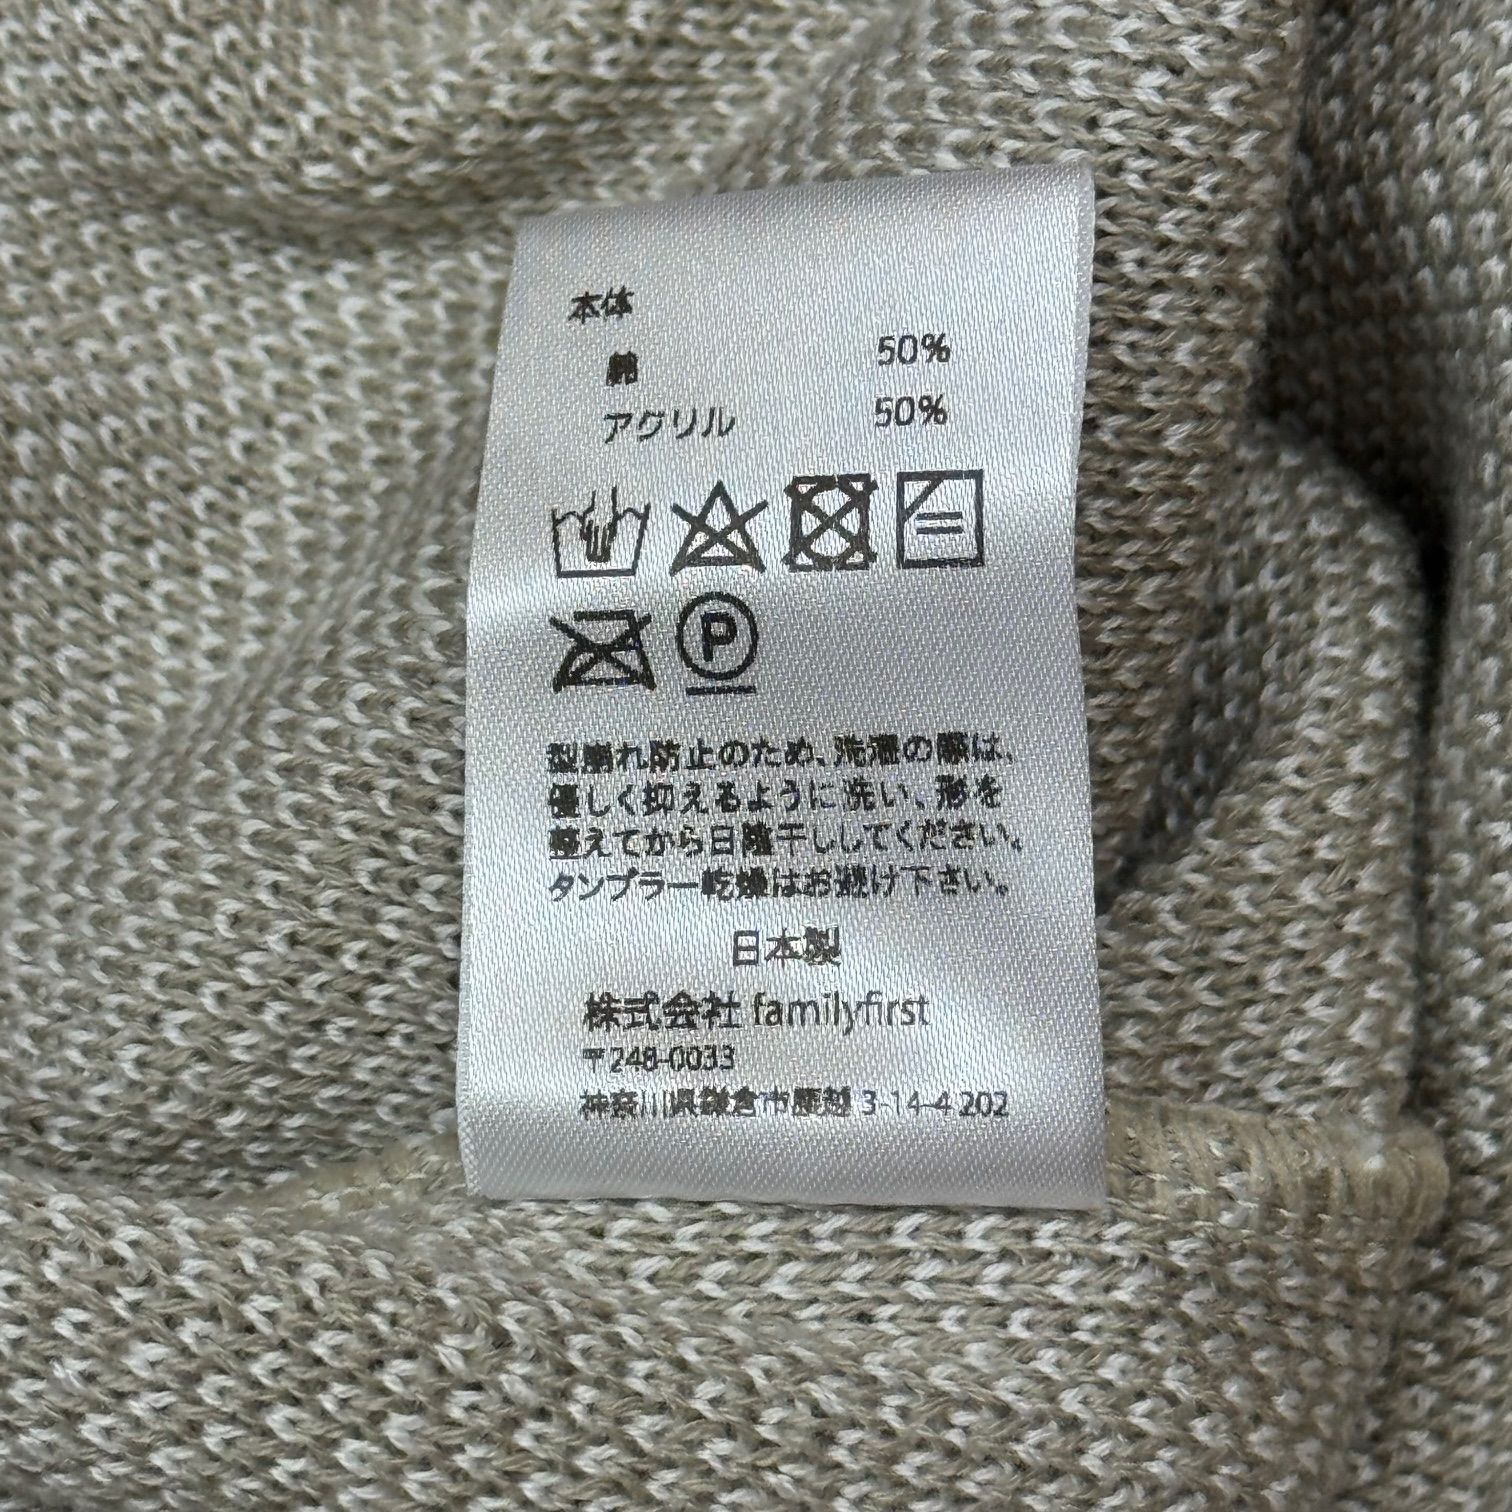 本体
綿 50%
アクリル 50%
P
型崩れ防止のため、洗濯の際は、
優しく抑えるように洗い、形を
整えてから日陰干ししてください。
タンブラー乾燥はお避け下さい。
日本製
株式会社 familyfirst
〒248-0033
神奈川県鎌倉市腰越 3-14-4 202